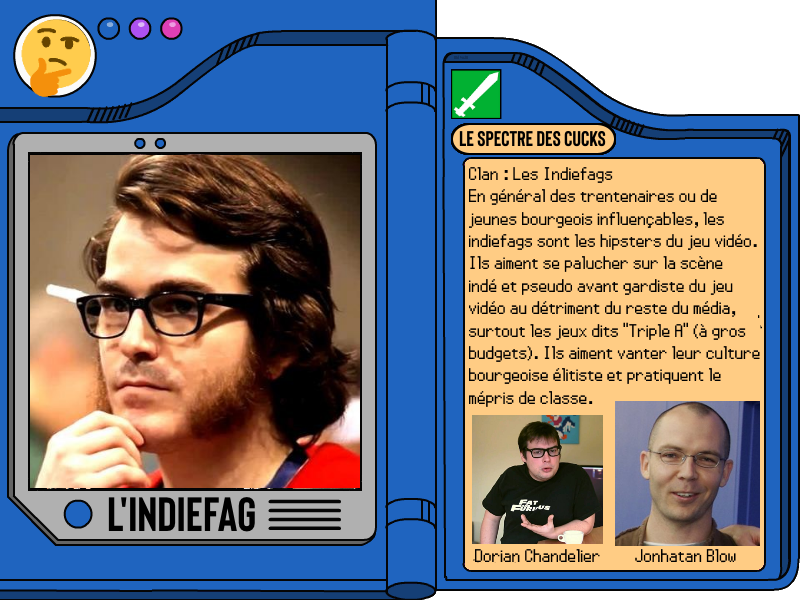 L'INDIEFAG
LE SPECTRE DES CUCKS
Clan : Les Indiefags
En général des trentenaires ou de
jeunes bourgeois influençables, les
indiefags sont les hipsters du jeu vidéo.
Ils aiment se palucher sur la scène
indé et pseudo avant gardiste du jeu
vidéo au détriment du reste du média,
surtout les jeux dits "Triple A" (à gros
budgets). Ils aiment vanter leur culture
bourgeoise élitiste et pratiquent le
mépris de classe.
FAT
FURIOUS
Dorian Chandelier
Jonhatan Blow